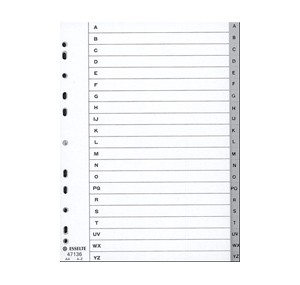 A A
B B
C C
D D
E E
F F
G G
H H
IJ IJ
K K
L L
M M
N N
O O
PQ PQ
R R
S S
T T
UV UV
ESSELTE WX WX
47136
A4 A-Z YZ YZ